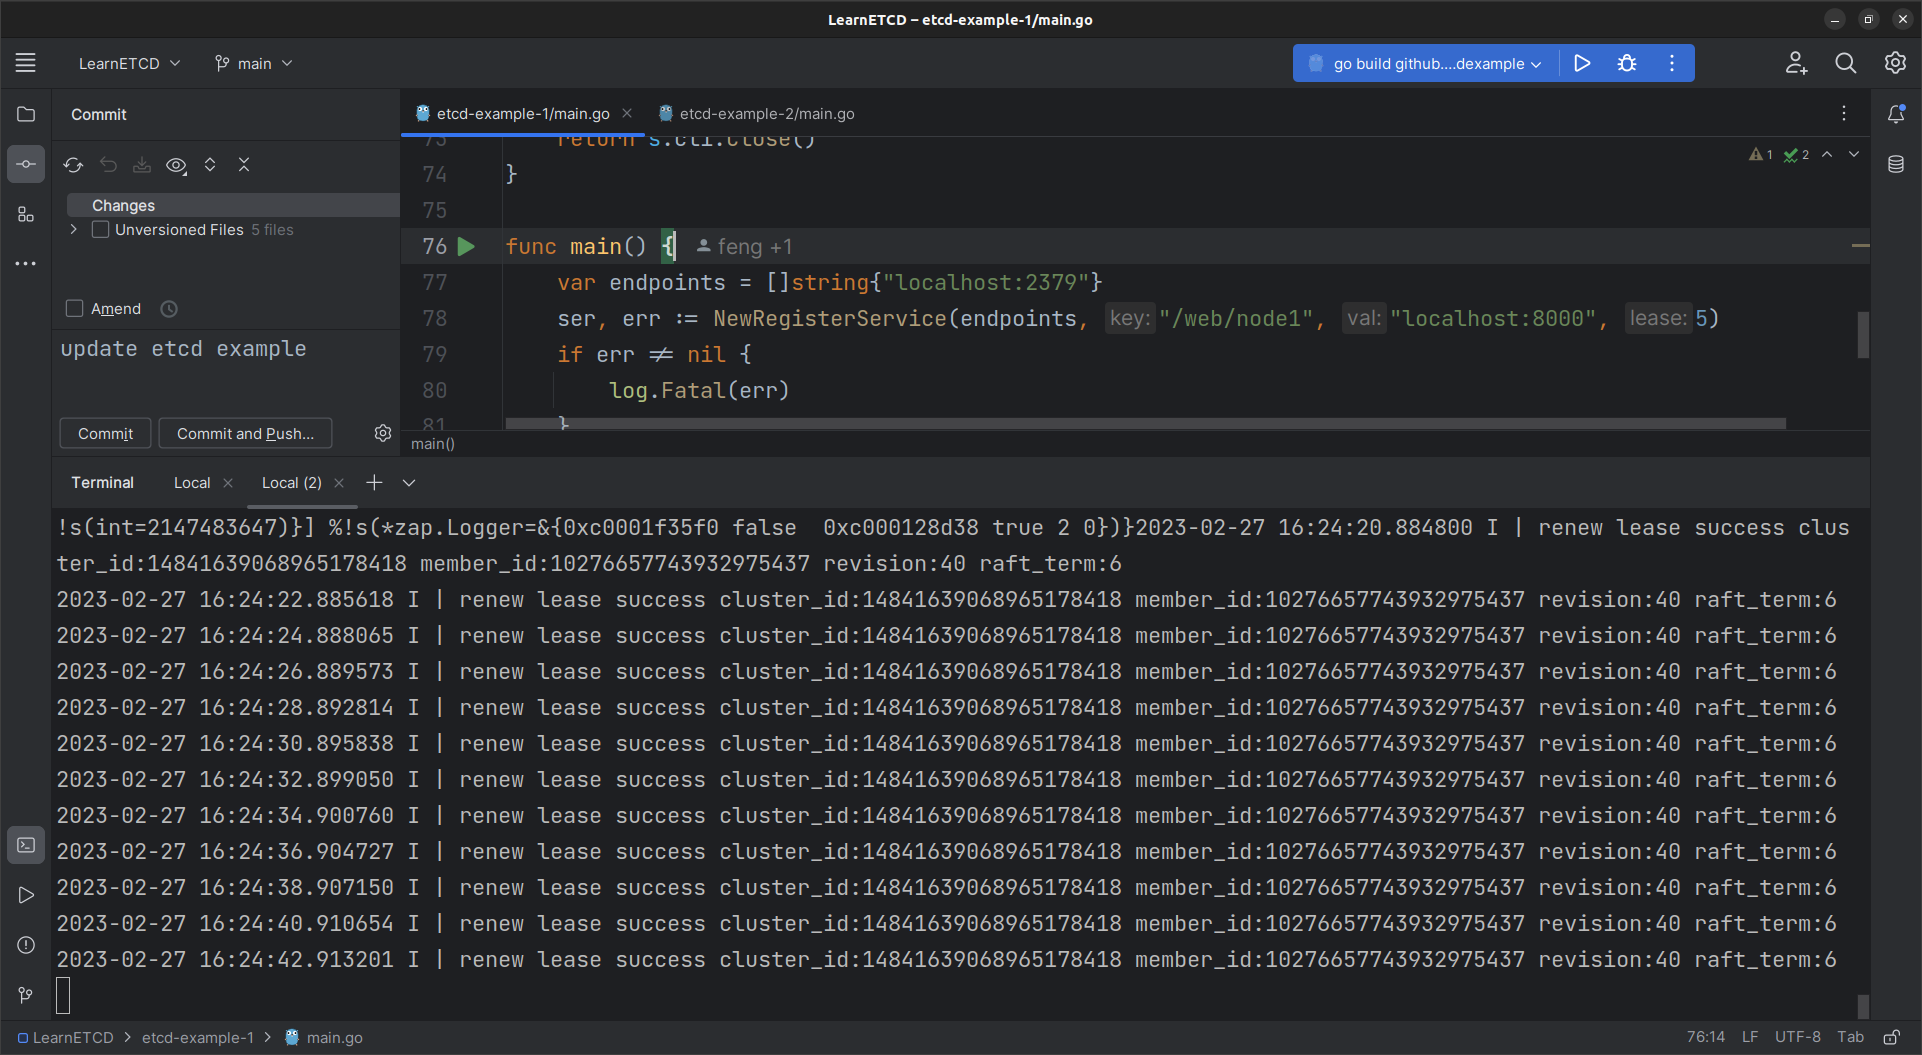 LearnETCD – etcd-example-1/main.go
LearnETCD
main
go build github....dexample
Commit
etcd-example-1/main.go
etcd-example-2/main.go
73 return s.cli.Close()
1
2
74 }
75
Changes
Unversioned Files 5 files
76 func main() { feng +1
77 var endpoints = []string{"localhost:2379"}
78 ser, err := NewRegisterService(endpoints, key: "/web/node1", val: "localhost:8000", lease: 5)
79 if err != nil {
80 log.Fatal(err)
81 }
Amend
update etcd example
Commit
Commit and Push...
main()
Terminal
Local
Local (2)
!s(int=2147483647)}] %!s(*zap.Logger=&{0xc0001f35f0 false  0xc000128d38 true 2 0})}2023-02-27 16:24:20.884800 I | renew lease success clus
ter_id:14841639068965178418 member_id:10276657743932975437 revision:40 raft_term:6
2023-02-27 16:24:22.885618 I | renew lease success cluster_id:14841639068965178418 member_id:10276657743932975437 revision:40 raft_term:6
2023-02-27 16:24:24.888065 I | renew lease success cluster_id:14841639068965178418 member_id:10276657743932975437 revision:40 raft_term:6
2023-02-27 16:24:26.889573 I | renew lease success cluster_id:14841639068965178418 member_id:10276657743932975437 revision:40 raft_term:6
2023-02-27 16:24:28.892814 I | renew lease success cluster_id:14841639068965178418 member_id:10276657743932975437 revision:40 raft_term:6
2023-02-27 16:24:30.895838 I | renew lease success cluster_id:14841639068965178418 member_id:10276657743932975437 revision:40 raft_term:6
2023-02-27 16:24:32.899050 I | renew lease success cluster_id:14841639068965178418 member_id:10276657743932975437 revision:40 raft_term:6
2023-02-27 16:24:34.900760 I | renew lease success cluster_id:14841639068965178418 member_id:10276657743932975437 revision:40 raft_term:6
2023-02-27 16:24:36.904727 I | renew lease success cluster_id:14841639068965178418 member_id:10276657743932975437 revision:40 raft_term:6
2023-02-27 16:24:38.907150 I | renew lease success cluster_id:14841639068965178418 member_id:10276657743932975437 revision:40 raft_term:6
2023-02-27 16:24:40.910654 I | renew lease success cluster_id:14841639068965178418 member_id:10276657743932975437 revision:40 raft_term:6
2023-02-27 16:24:42.913201 I | renew lease success cluster_id:14841639068965178418 member_id:10276657743932975437 revision:40 raft_term:6
LearnETCD > etcd-example-1 > main.go
76:14 LF UTF-8 Tab